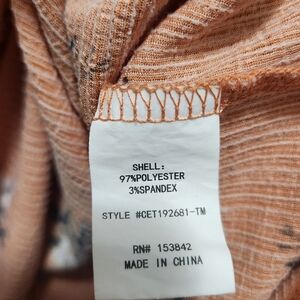 SHELL:
97%POLYESTER
3%SPANDEX
STYLE #CET192681-TM
RN# 153842
MADE IN CHINA